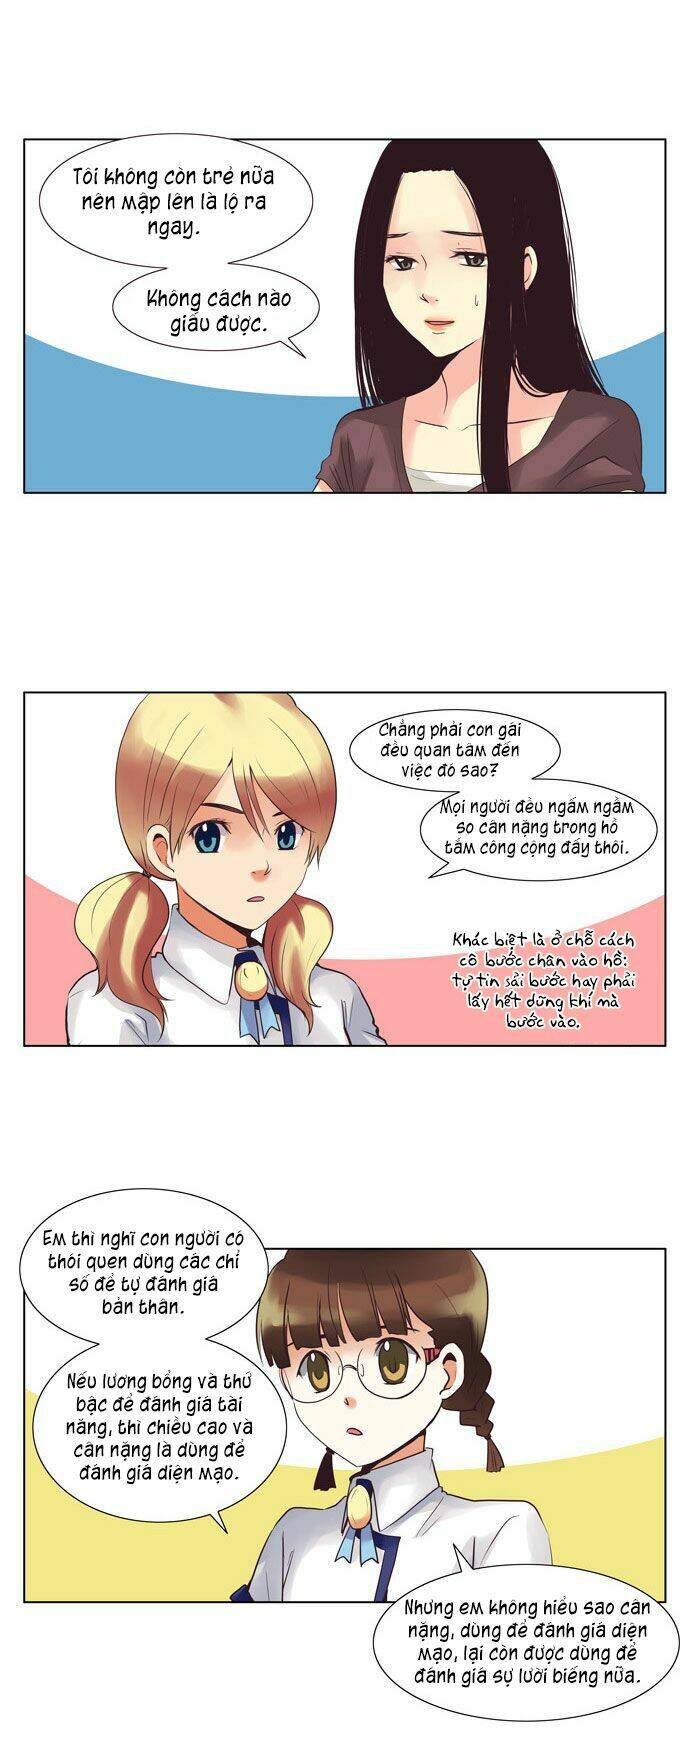 Tôi không còn trẻ nữa
nên mập lên là lộ ra
ngay.
Không cách nào
giấu được.
Chẳng phải con gái
đều quan tâm đến
việc đó sao?
Mọi người đều ngấm ngầm
so cân nặng trong hồ
tắm công cộng đấy thôi.
Khác biệt là ở chỗ cách
cô bước chân vào hồ:
tự tin sải bước hay phải
lấy hết dũng khí mà
bước vào.
Em thì nghĩ con người có
thói quen dùng các chỉ
số để tự đánh giá
bản thân.
Nếu lương bổng và thứ
bậc để đánh giá tài
năng, thì chiều cao và
cân nặng là dùng để
đánh giá diện mạo.
Nhưng em không hiểu sao cân
nặng, dùng để đánh giá diện
mạo, lại còn được dùng để
đánh giá sự lười biếng nữa.